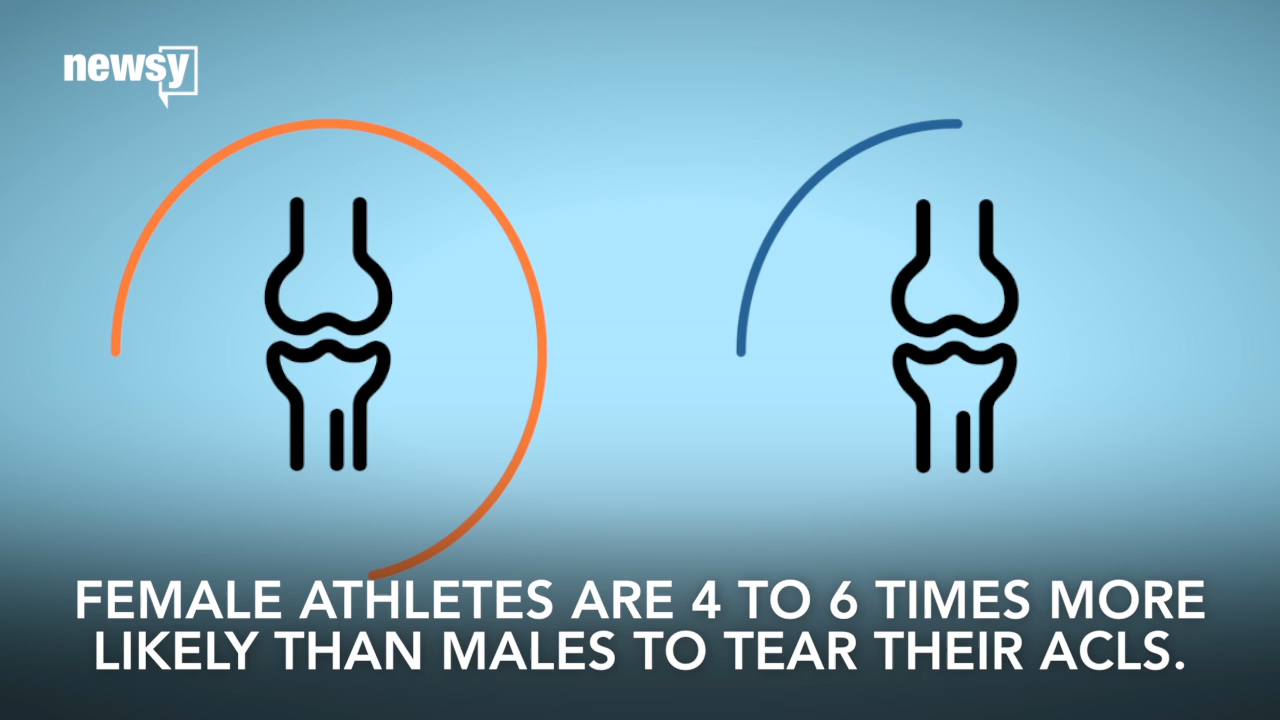 newsy
FEMALE ATHLETES ARE 4 TO 6 TIMES MORE
LIKELY THAN MALES TO TEAR THEIR ACLS.